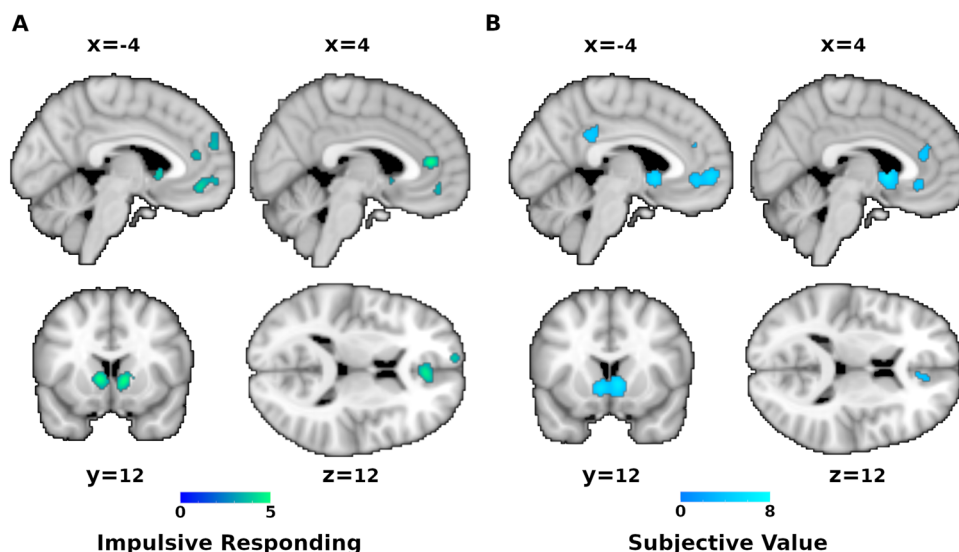 A
B
x=-4
x=4
x=-4
x=4
y=12
z=12
y=12
z=12
0
5
0
8
Impulsive Responding
Subjective Value